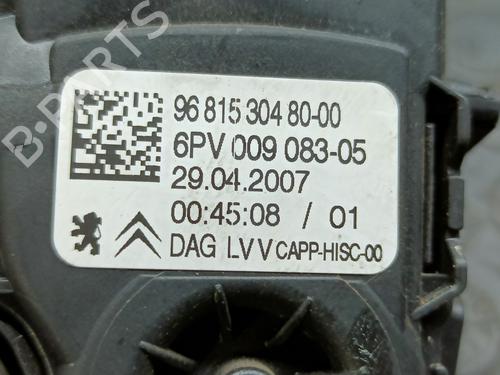 B-PARTS
96 815 304 80-00
6PV 009 083-05
29.04.2007
00:45:08 / 01
DAG LVV CAPP-HISC-00